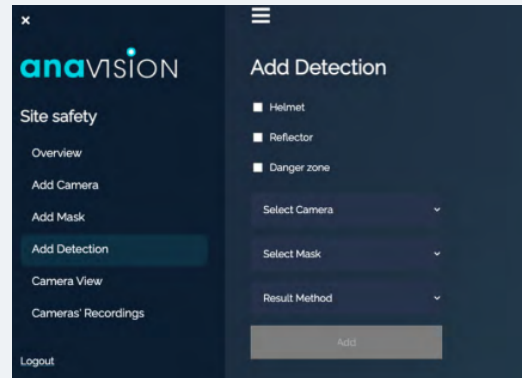 ×
anavision
Site safety
Overview
Add Camera
Add Mask
Add Detection
Camera View
Cameras' Recordings
Logout
Add Detection
Helmet
Reflector
Danger zone
Select Camera
Select Mask
Result Method
Add